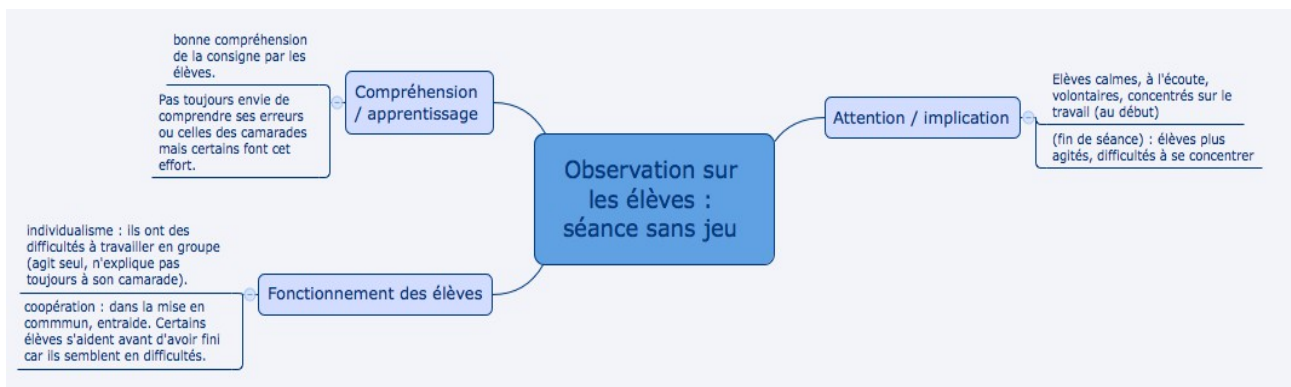 Observation sur
les élèves :
séance sans jeu
Compréhension
/ apprentissage
bonne compréhension
de la consigne par les
élèves.
Pas toujours envie de
comprendre ses erreurs
ou celles des camarades
mais certains font cet
effort.
Attention / implication
Elèves calmes, à l'écoute,
volontaires, concentrés sur le
travail (au début)
(fin de séance) : élèves plus
agités, difficultés à se concentrer
Fonctionnement des élèves
individualisme : ils ont des
difficultés à travailler en groupe
(agit seul, n'explique pas
toujours à son camarade).
coopération : dans la mise en
commmun, entraide. Certains
élèves s'aident avant d'avoir fini
car ils semblent en difficultés.